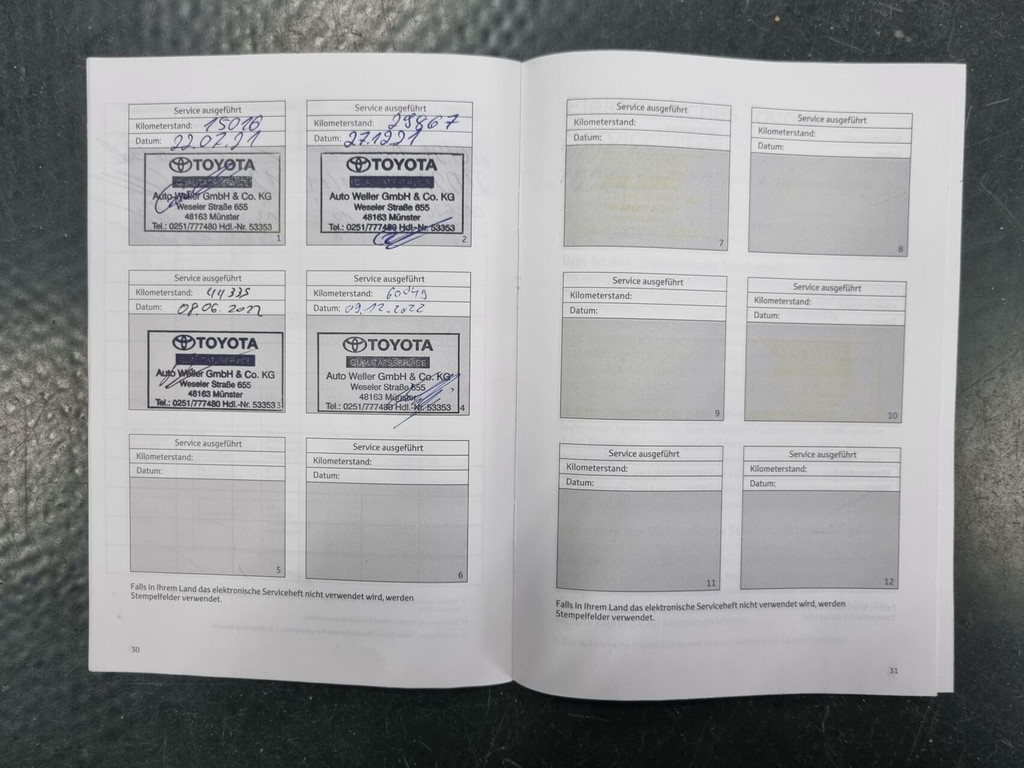 Service ausgeführt
Kilometerstand: 15016
Datum: 22.07.21
TOYOTA
Auto Weller GmbH & Co. KG
Weseler Straße 655
48163 Münster
Tel.: 0251/777480 Hdl.-Nr. 53353
1
Service ausgeführt
Kilometerstand: 29867
Datum: 27.12.21
TOYOTA
Auto Weller GmbH & Co. KG
Weseler Straße 655
48163 Münster
Tel.: 0251/777480 Hdl.-Nr. 53353
2
Service ausgeführt
Kilometerstand: 44335
Datum: 08.06.2022
TOYOTA
QUALITÄTSSERVICE
Auto Weller GmbH & Co. KG
Weseler Straße 655
48163 Münster
Tel.: 0251/777480 Hdl.-Nr. 53353
3
Service ausgeführt
Kilometerstand: 60049
Datum: 09.12.2022
TOYOTA
QUALITÄTSSERVICE
Auto Weller GmbH & Co. KG
Weseler Straße 655
48163 Münster
Tel.: 0251/777480 Hdl.-Nr. 53353
4
Service ausgeführt
Kilometerstand:
Datum:
5
Service ausgeführt
Kilometerstand:
Datum:
6
Falls in Ihrem Land das elektronische Serviceheft nicht verwendet wird, werden
Stempelfelder verwendet.
30
Service ausgeführt
Kilometerstand:
Datum:
7
Service ausgeführt
Kilometerstand:
Datum:
8
Service ausgeführt
Kilometerstand:
Datum:
9
Service ausgeführt
Kilometerstand:
Datum:
10
Service ausgeführt
Kilometerstand:
Datum:
11
Service ausgeführt
Kilometerstand:
Datum:
12
Falls in Ihrem Land das elektronische Serviceheft nicht verwendet wird, werden
Stempelfelder verwendet.
31